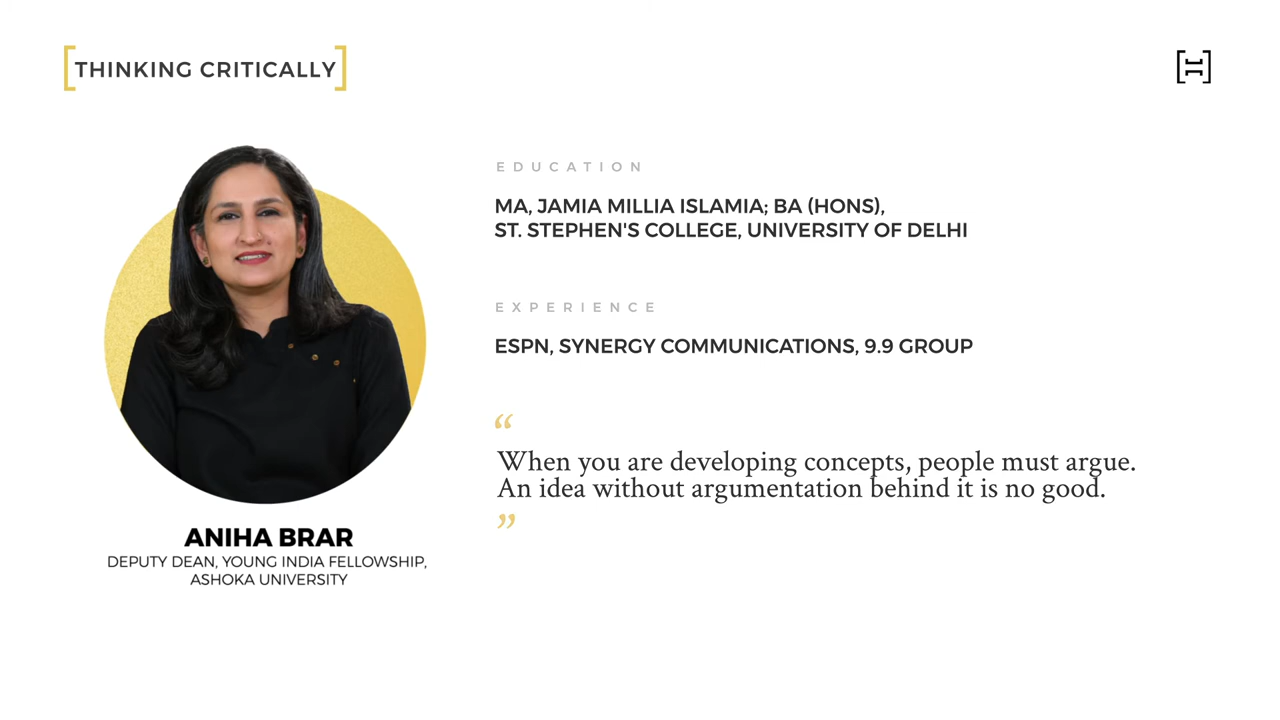 THINKING CRITICALLY
EDUCATION
MA, JAMIA MILLIA ISLAMIA; BA (HONS),
ST. STEPHEN'S COLLEGE, UNIVERSITY OF DELHI
EXPERIENCE
ESPN, SYNERGY COMMUNICATIONS, 9.9 GROUP
“
When you are developing concepts, people must argue.
An idea without argumentation behind it is no good.
”
ANIHA BRAR
DEPUTY DEAN, YOUNG INDIA FELLOWSHIP,
ASHOKA UNIVERSITY